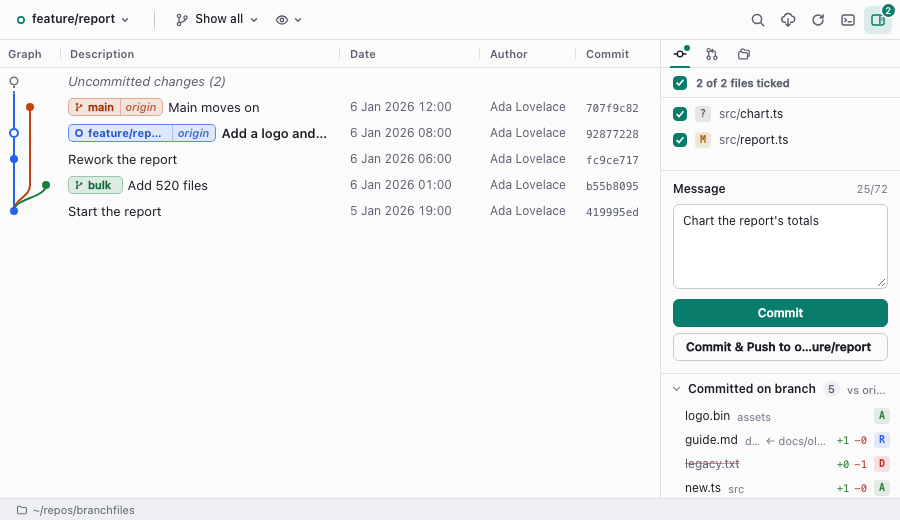 feature/report
Show all
2
Graph Description Date Author Commit
Uncommitted changes (2)
main origin Main moves on 6 Jan 2026 12:00 Ada Lovelace 707f9c82
feature/rep... origin Add a logo and... 6 Jan 2026 08:00 Ada Lovelace 92877228
Rework the report 6 Jan 2026 06:00 Ada Lovelace fc9ce717
bulk Add 520 files 6 Jan 2026 01:00 Ada Lovelace b55b8095
Start the report 5 Jan 2026 19:00 Ada Lovelace 419995ed
2 of 2 files ticked
? src/chart.ts
M src/report.ts
Message 25/72
Chart the report's totals
Commit
Commit & Push to o...ure/report
Committed on branch 5 vs ori...
logo.bin assets A
guide.md d... ← docs/ol... +1 −0 R
legacy.txt +0 −1 D
new.ts src +1 −0 A
~/repos/branchfiles